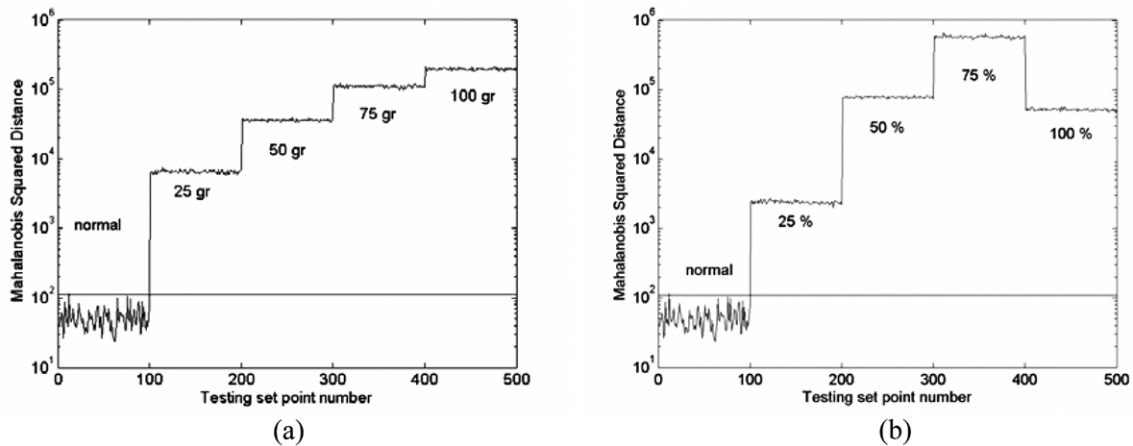 10^6
10^5
10^4
10^3
10^2
10^1
Mahalanobis Squared Distance
normal
25 gr
50 gr
75 gr
100 gr
0 100 200 300 400 500
Testing set point number
(a)
10^6
10^5
10^4
10^3
10^2
10^1
Mahalanobis Squared Distance
normal
25 %
50 %
75 %
100 %
0 100 200 300 400 500
Testing set point number
(b)